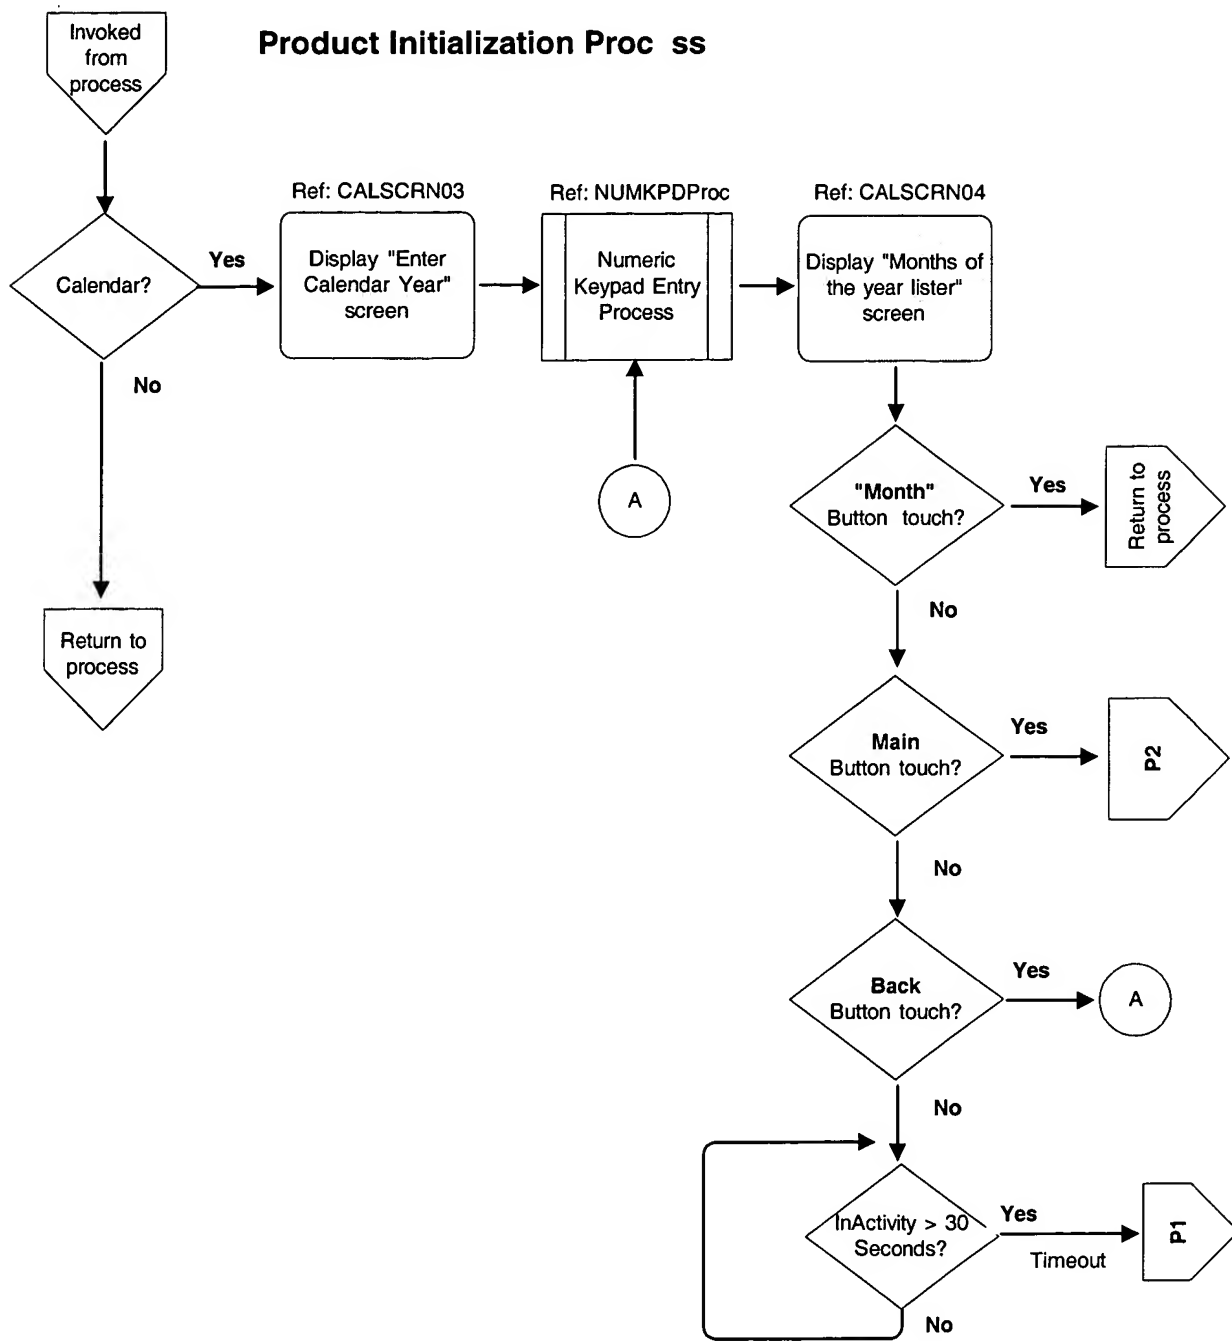 Invoked
from
process
Product Initialization Proc ss
Ref: CALSCRN03
Ref: NUMKPDProc
Ref: CALSCRN04
Calendar?
Yes
Display "Enter
Calendar Year"
screen
Numeric
Keypad Entry
Process
Display "Months of
the year lister"
screen
No
A
"Month"
Button touch?
Yes
Return to
process
No
Return to
process
Main
Button touch?
Yes
P2
No
Back
Button touch?
Yes
A
No
InActivity > 30
Seconds?
Yes
Timeout
P1
No